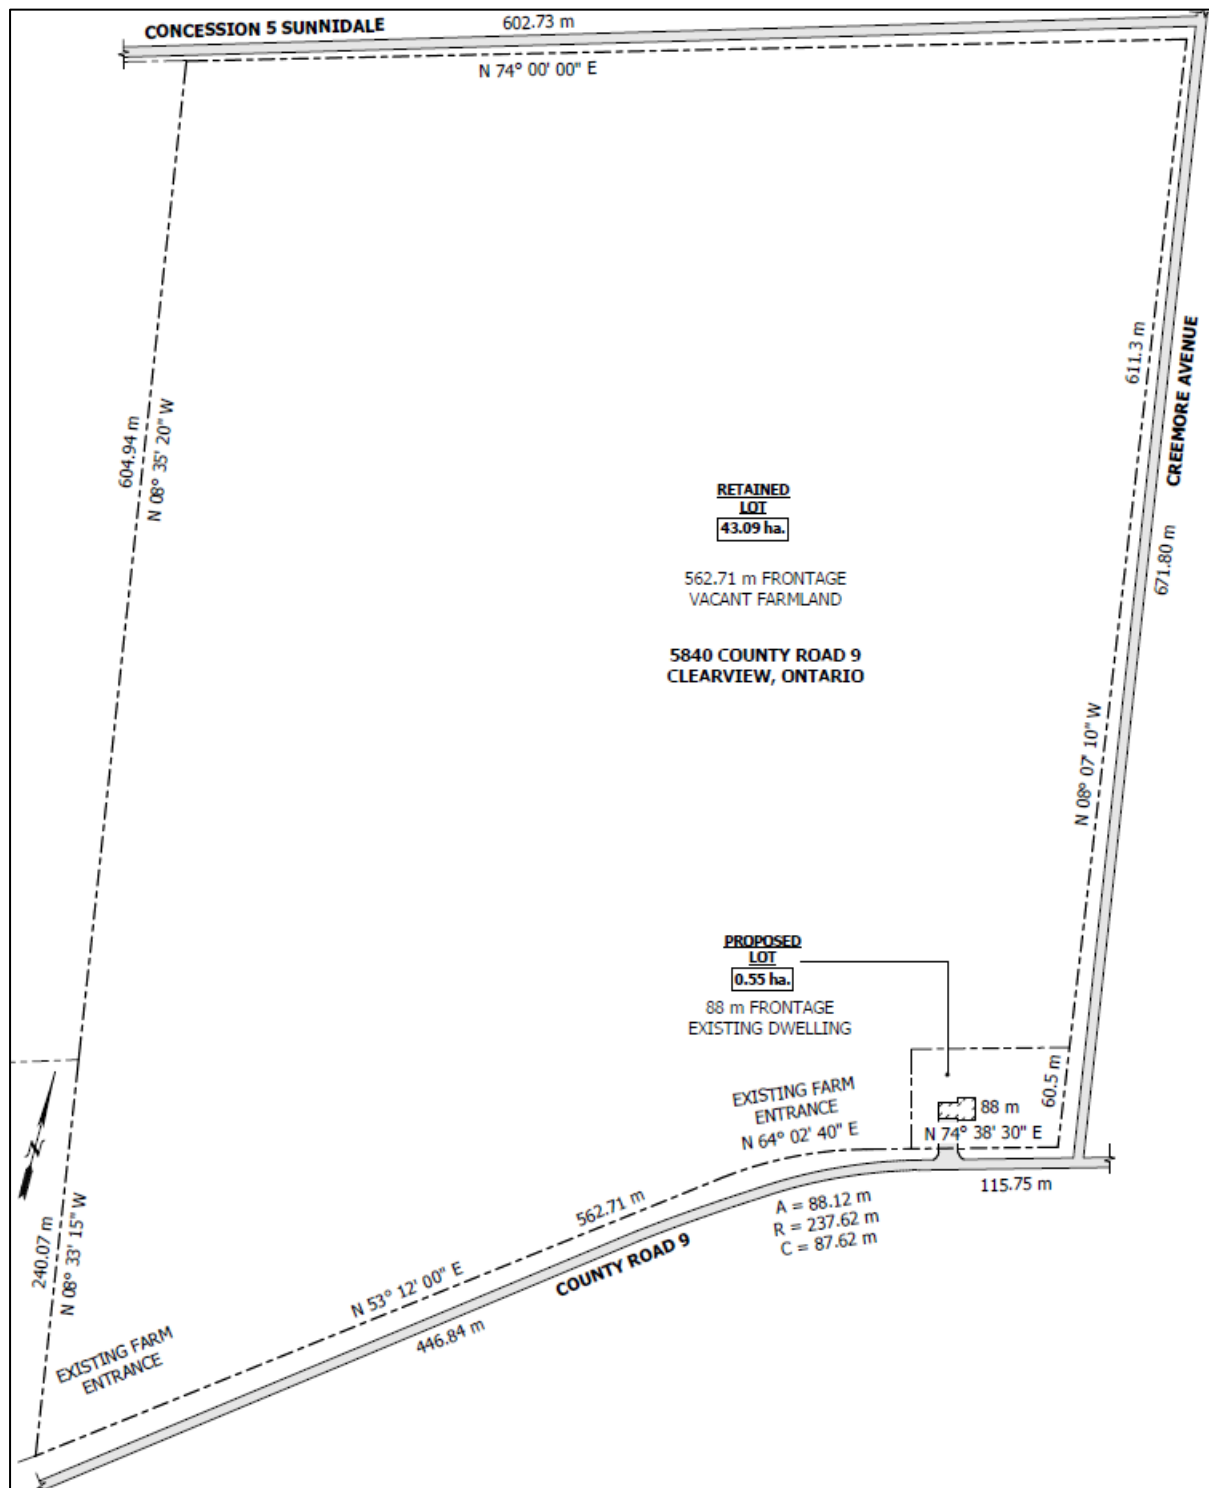 CONCESSION 5 SUNNIDALE
602.73 m
N 74° 00' 00" E
611.3 m
CREEMORE AVENUE
604.94 m
N 08° 35' 20" W
RETAINED
LOT
43.09 ha.
671.80 m
562.71 m FRONTAGE
VACANT FARMLAND
5840 COUNTY ROAD 9
CLEARVIEW, ONTARIO
N 08° 07' 10" W
PROPOSED
LOT
0.55 ha.
88 m FRONTAGE
EXISTING DWELLING
EXISTING FARM
ENTRANCE
N 64° 02' 40" E
88 m
60.5 m
N 74° 38' 30" E
115.75 m
N
562.71 m
A = 88.12 m
R = 237.62 m
C = 87.62 m
240.07 m
N 08° 33' 15" W
N 53° 12' 00" E
COUNTY ROAD 9
446.84 m
EXISTING FARM
ENTRANCE